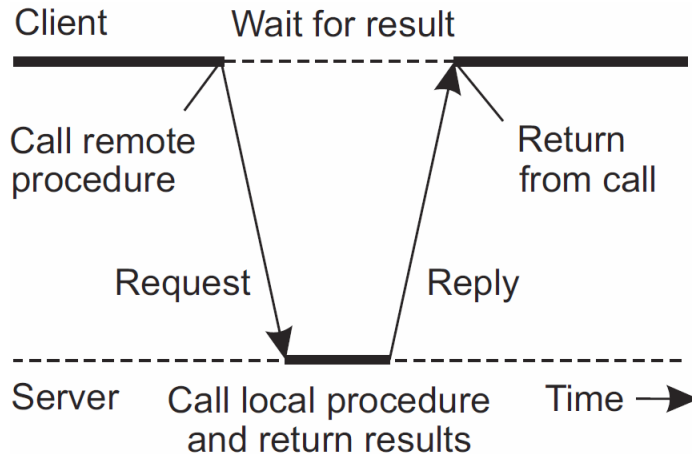 Client
Wait for result
Call remote
procedure
Return
from call
Request
Reply
Server
Call local procedure
and return results
Time